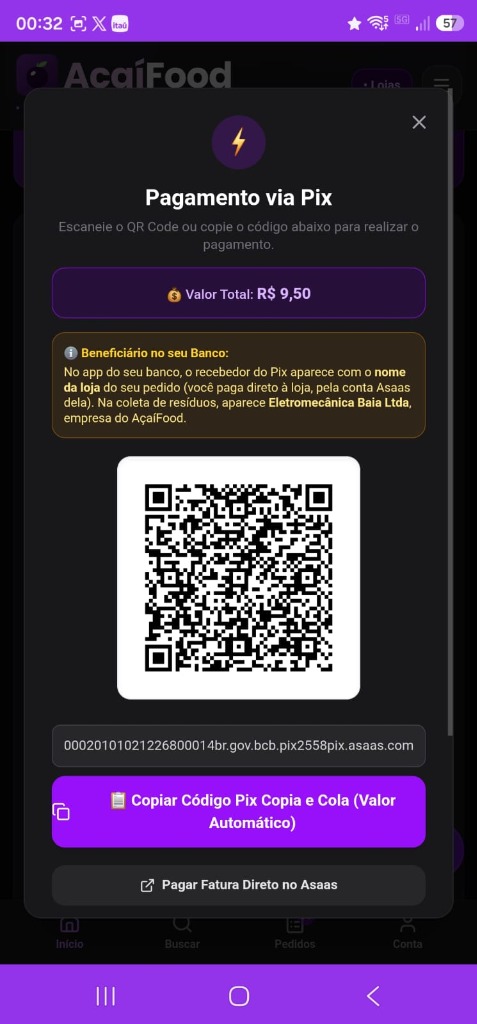 00:32
itaú
5G
57
AçaíFood
• Lojas
Pagamento via Pix
Escaneie o QR Code ou copie o código abaixo para realizar o
pagamento.
Valor Total: R$ 9,50
Beneficiário no seu Banco:
No app do seu banco, o recebedor do Pix aparece com o nome
da loja do seu pedido (você paga direto à loja, pela conta Asaas
dela). Na coleta de resíduos, aparece Eletromecânica Baia Ltda,
empresa do AçaíFood.
00020101021226800014br.gov.bcb.pix2558pix.asaas.com
Copiar Código Pix Copia e Cola (Valor
Automático)
Pagar Fatura Direto no Asaas
Início
Buscar
Pedidos
Conta